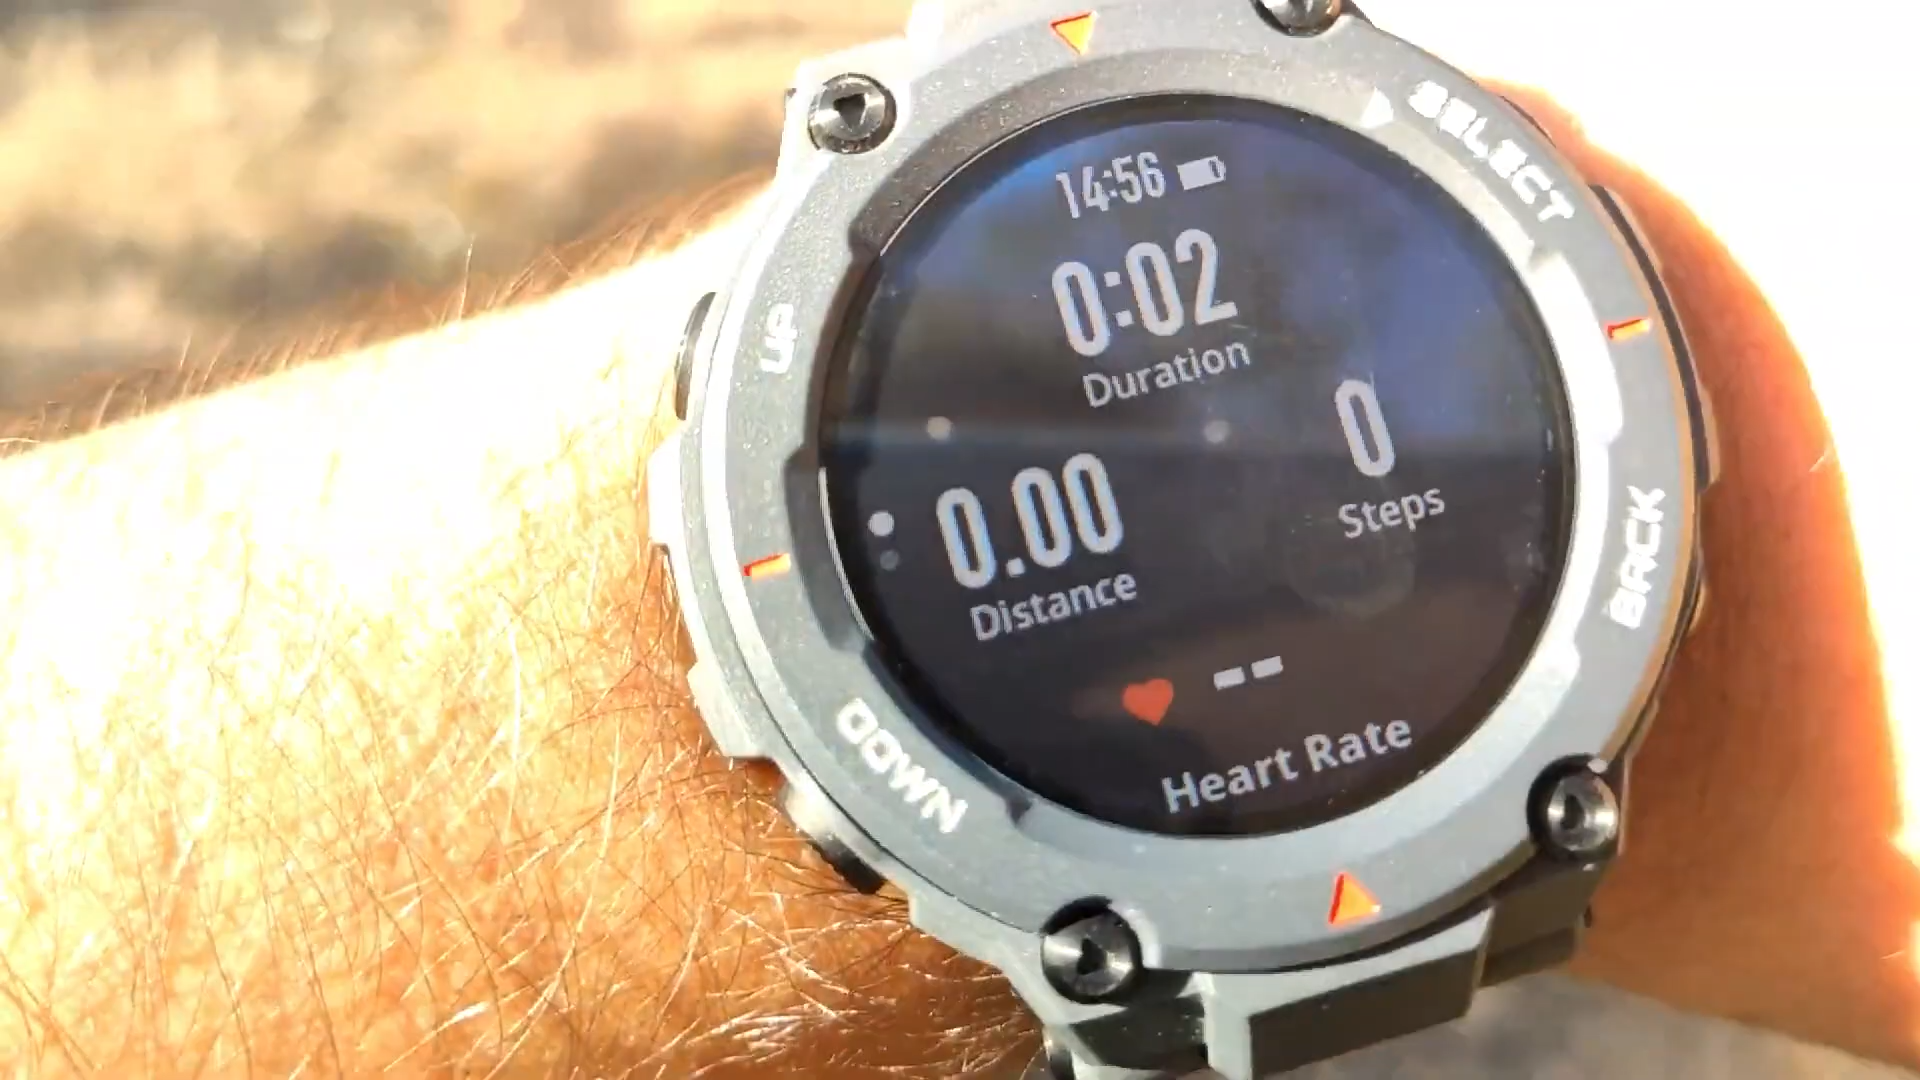 SELECT
14:56
0:02
Duration
UP
0
Steps
0.00
Distance
BACK
--
Heart Rate
DOWN